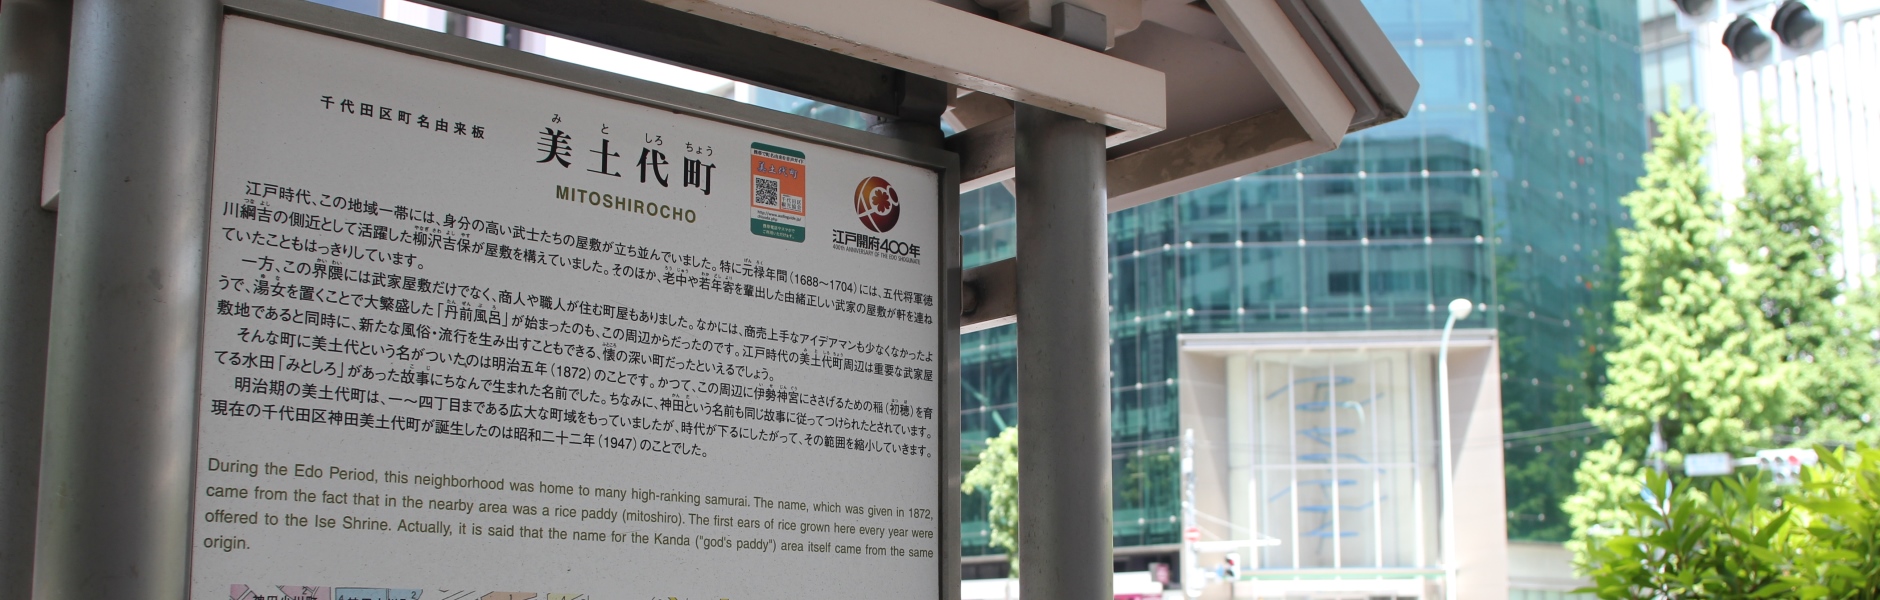 千代田区町名由来板
み と しろ ちょう
美土代町
MITOSHIROCHO
美土代町
江戸開府400年
400TH ANNIVERSARY OF THE EDO SHOGUNATE
江戸時代、この地域一帯には、身分の高い武士たちの屋敷が立ち並んでいました。特に元禄年間(1688〜1704)には、五代将軍徳
川綱吉の側近として活躍した柳沢吉保が屋敷を構えていました。そのほか、老中や若年寄を輩出した由緒正しい武家の屋敷が軒を連ね
ていたこともはっきりしています。
一方、この界隈には武家屋敷だけでなく、商人や職人が住む町屋もありました。なかには、商売上手なアイデアマンも少なくなかったよ
うで、湯女を置くことで大繁盛した「丹前風呂」が始まったのも、この周辺からだったのです。江戸時代の美土代町周辺は重要な武家屋
敷地であると同時に、新たな風俗・流行を生み出すこともできる、懐の深い町だったといえるでしょう。
そんな町に美土代という名がついたのは明治五年(1872)のことです。かつて、この周辺に伊勢神宮にささげるための稲(初穂)を育
てる水田「みとしろ」があった故事にちなんで生まれた名前でした。ちなみに、神田という名前も同じ故事に従ってつけられたとされています。
明治期の美土代町は、一〜四丁目まである広大な町域をもっていましたが、時代が下るにしたがって、その範囲を縮小していきます。
現在の千代田区神田美土代町が誕生したのは昭和二十二年(1947)のことでした。
During the Edo Period, this neighborhood was home to many high-ranking samurai. The name, which was given in 1872,
came from the fact that in the nearby area was a rice paddy (mitoshiro). The first ears of rice grown here every year were
offered to the Ise Shrine. Actually, it is said that the name for the Kanda ("god's paddy") area itself came from the same
origin.